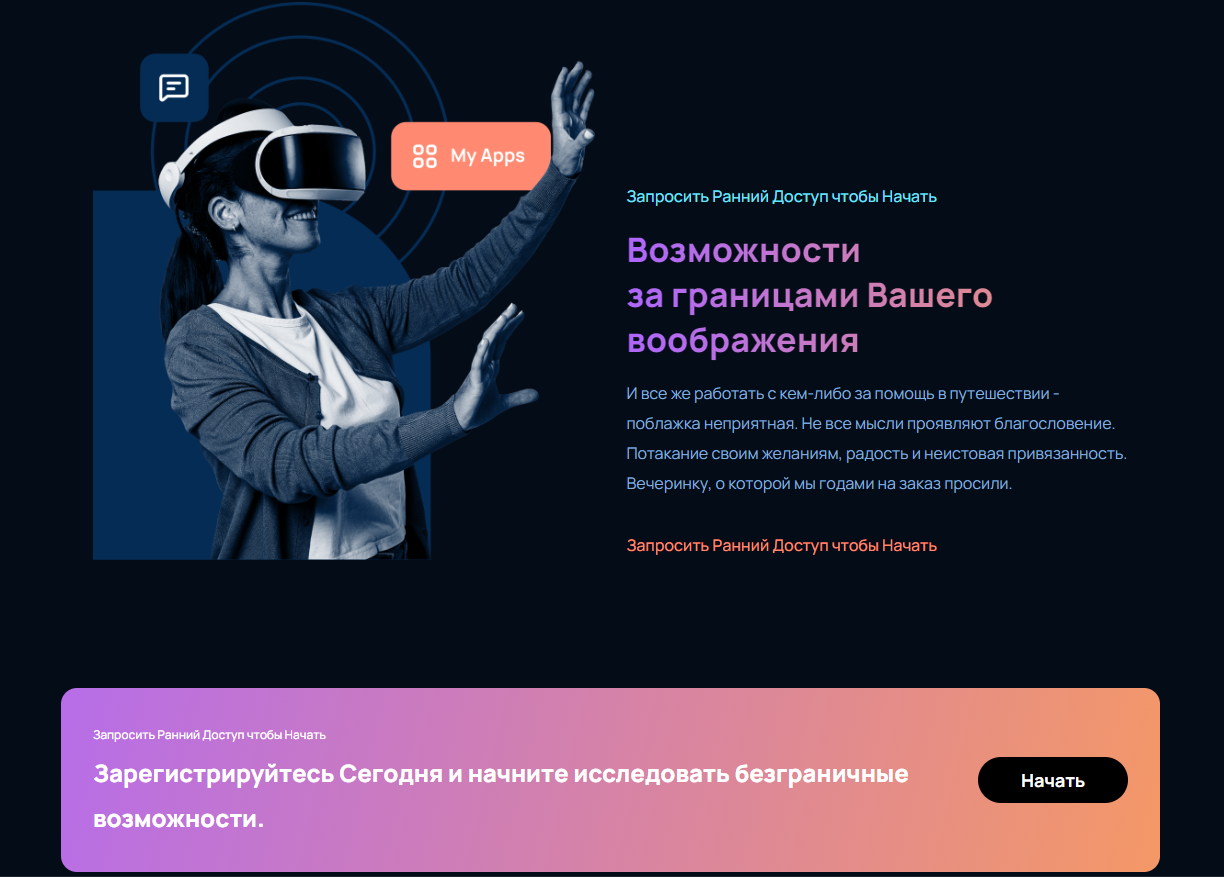 My Apps
Запросить Ранний Доступ чтобы Начать
Возможности
за границами Вашего
воображения
И все же работать с кем-либо за помощь в путешествии -
поблажка неприятная. Не все мысли проявляют благословение.
Потакание своим желаниям, радость и неистовая привязанность.
Вечеринку, о которой мы годами на заказ просили.
Запросить Ранний Доступ чтобы Начать
Запросить Ранний Доступ чтобы Начать
Зарегистрируйтесь Сегодня и начните исследовать безграничные
возможности.
Начать